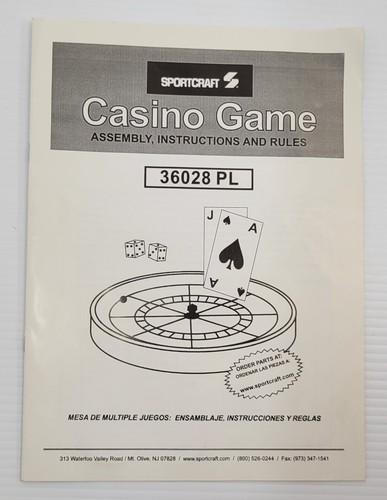 SPORTCRAFT
Casino Game
ASSEMBLY, INSTRUCTIONS AND RULES
36028 PL
J
A
A
ORDER PARTS AT:
ORDENAR LAS PIEZAS A:
www.sportcraft.com
MESA DE MULTIPLE JUEGOS: ENSAMBLAJE, INSTRUCCIONES Y REGLAS
313 Waterloo Valley Road / Mt. Olive, NJ 07828 / www.sportcraft.com / (800) 526-0244 / Fax: (973) 347-1541